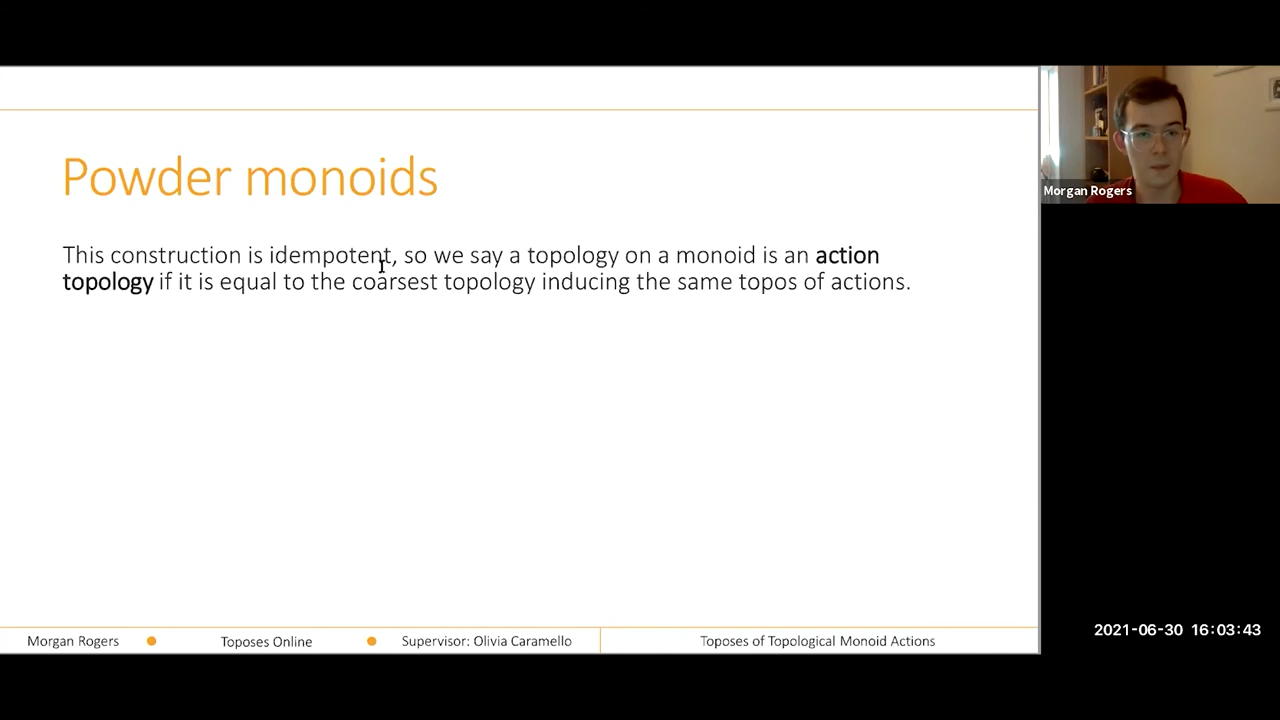 Powder monoids
This construction is idempotent, so we say a topology on a monoid is an action
topology if it is equal to the coarsest topology inducing the same topos of actions.
Morgan Rogers
Morgan Rogers
Toposes Online
Supervisor: Olivia Caramello
Toposes of Topological Monoid Actions
2021-06-30 16:03:43